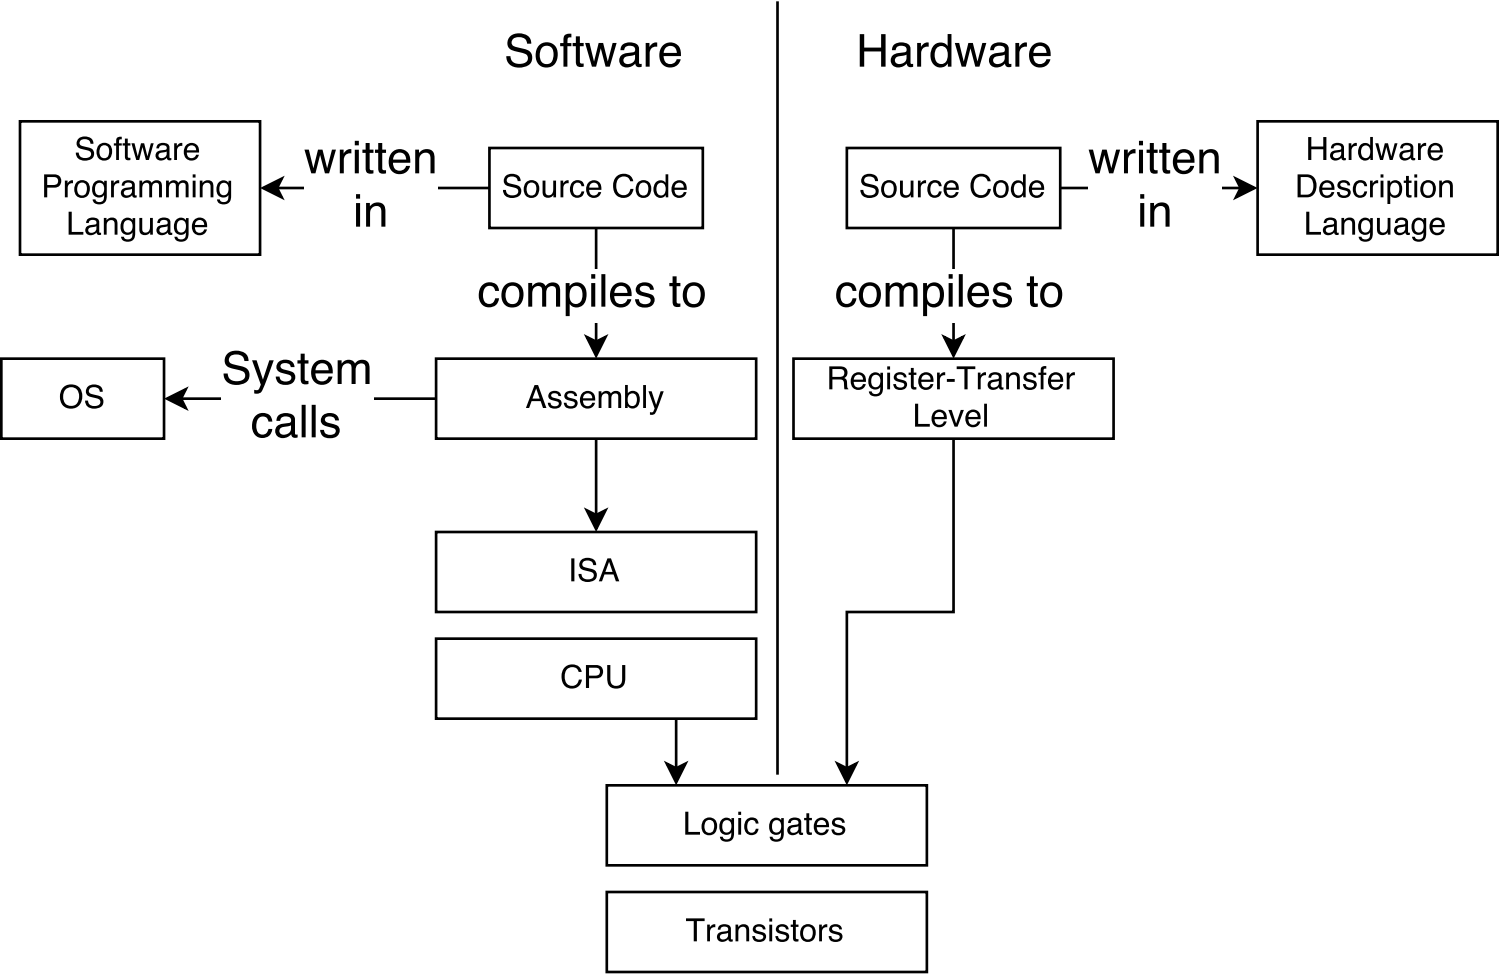 Software
Hardware
Software
Programming
Language
written
in
Source Code
Source Code
written
in
Hardware
Description
Language
compiles to
compiles to
OS
System
calls
Assembly
Register-Transfer
Level
ISA
CPU
Logic gates
Transistors